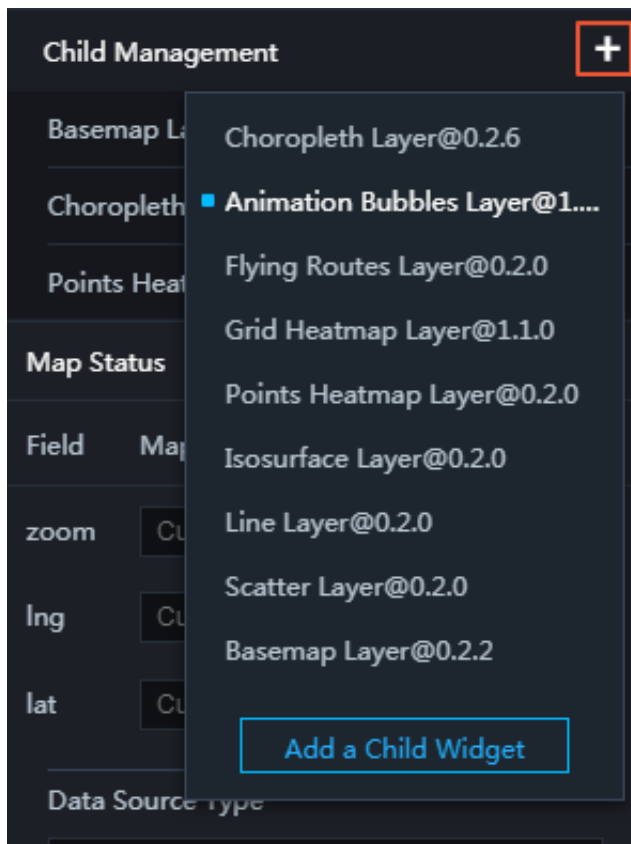 Child Management +
Basemap La
Choropleth Layer@0.2.6
Choropleth
Animation Bubbles Layer@1....
Flying Routes Layer@0.2.0
Points Heat
Grid Heatmap Layer@1.1.0
Map Status
Points Heatmap Layer@0.2.0
Field Map
Isosurface Layer@0.2.0
zoom Cu
Line Layer@0.2.0
Scatter Layer@0.2.0
lng Cu
Basemap Layer@0.2.2
lat Cu
Add a Child Widget
Data Source Type